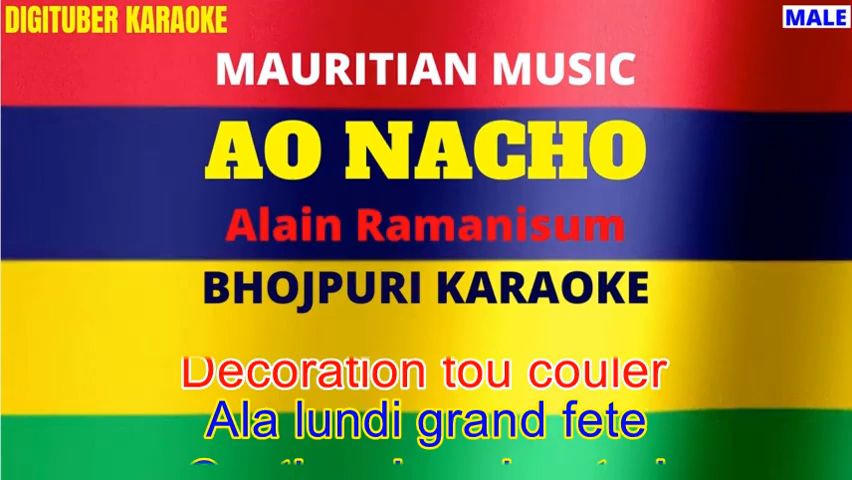 DIGITUBER KARAOKE
MALE
MAURITIAN MUSIC
AO NACHO
Alain Ramanisum
BHOJPURI KARAOKE
Decoration tou couler
Ala lundi grand fete